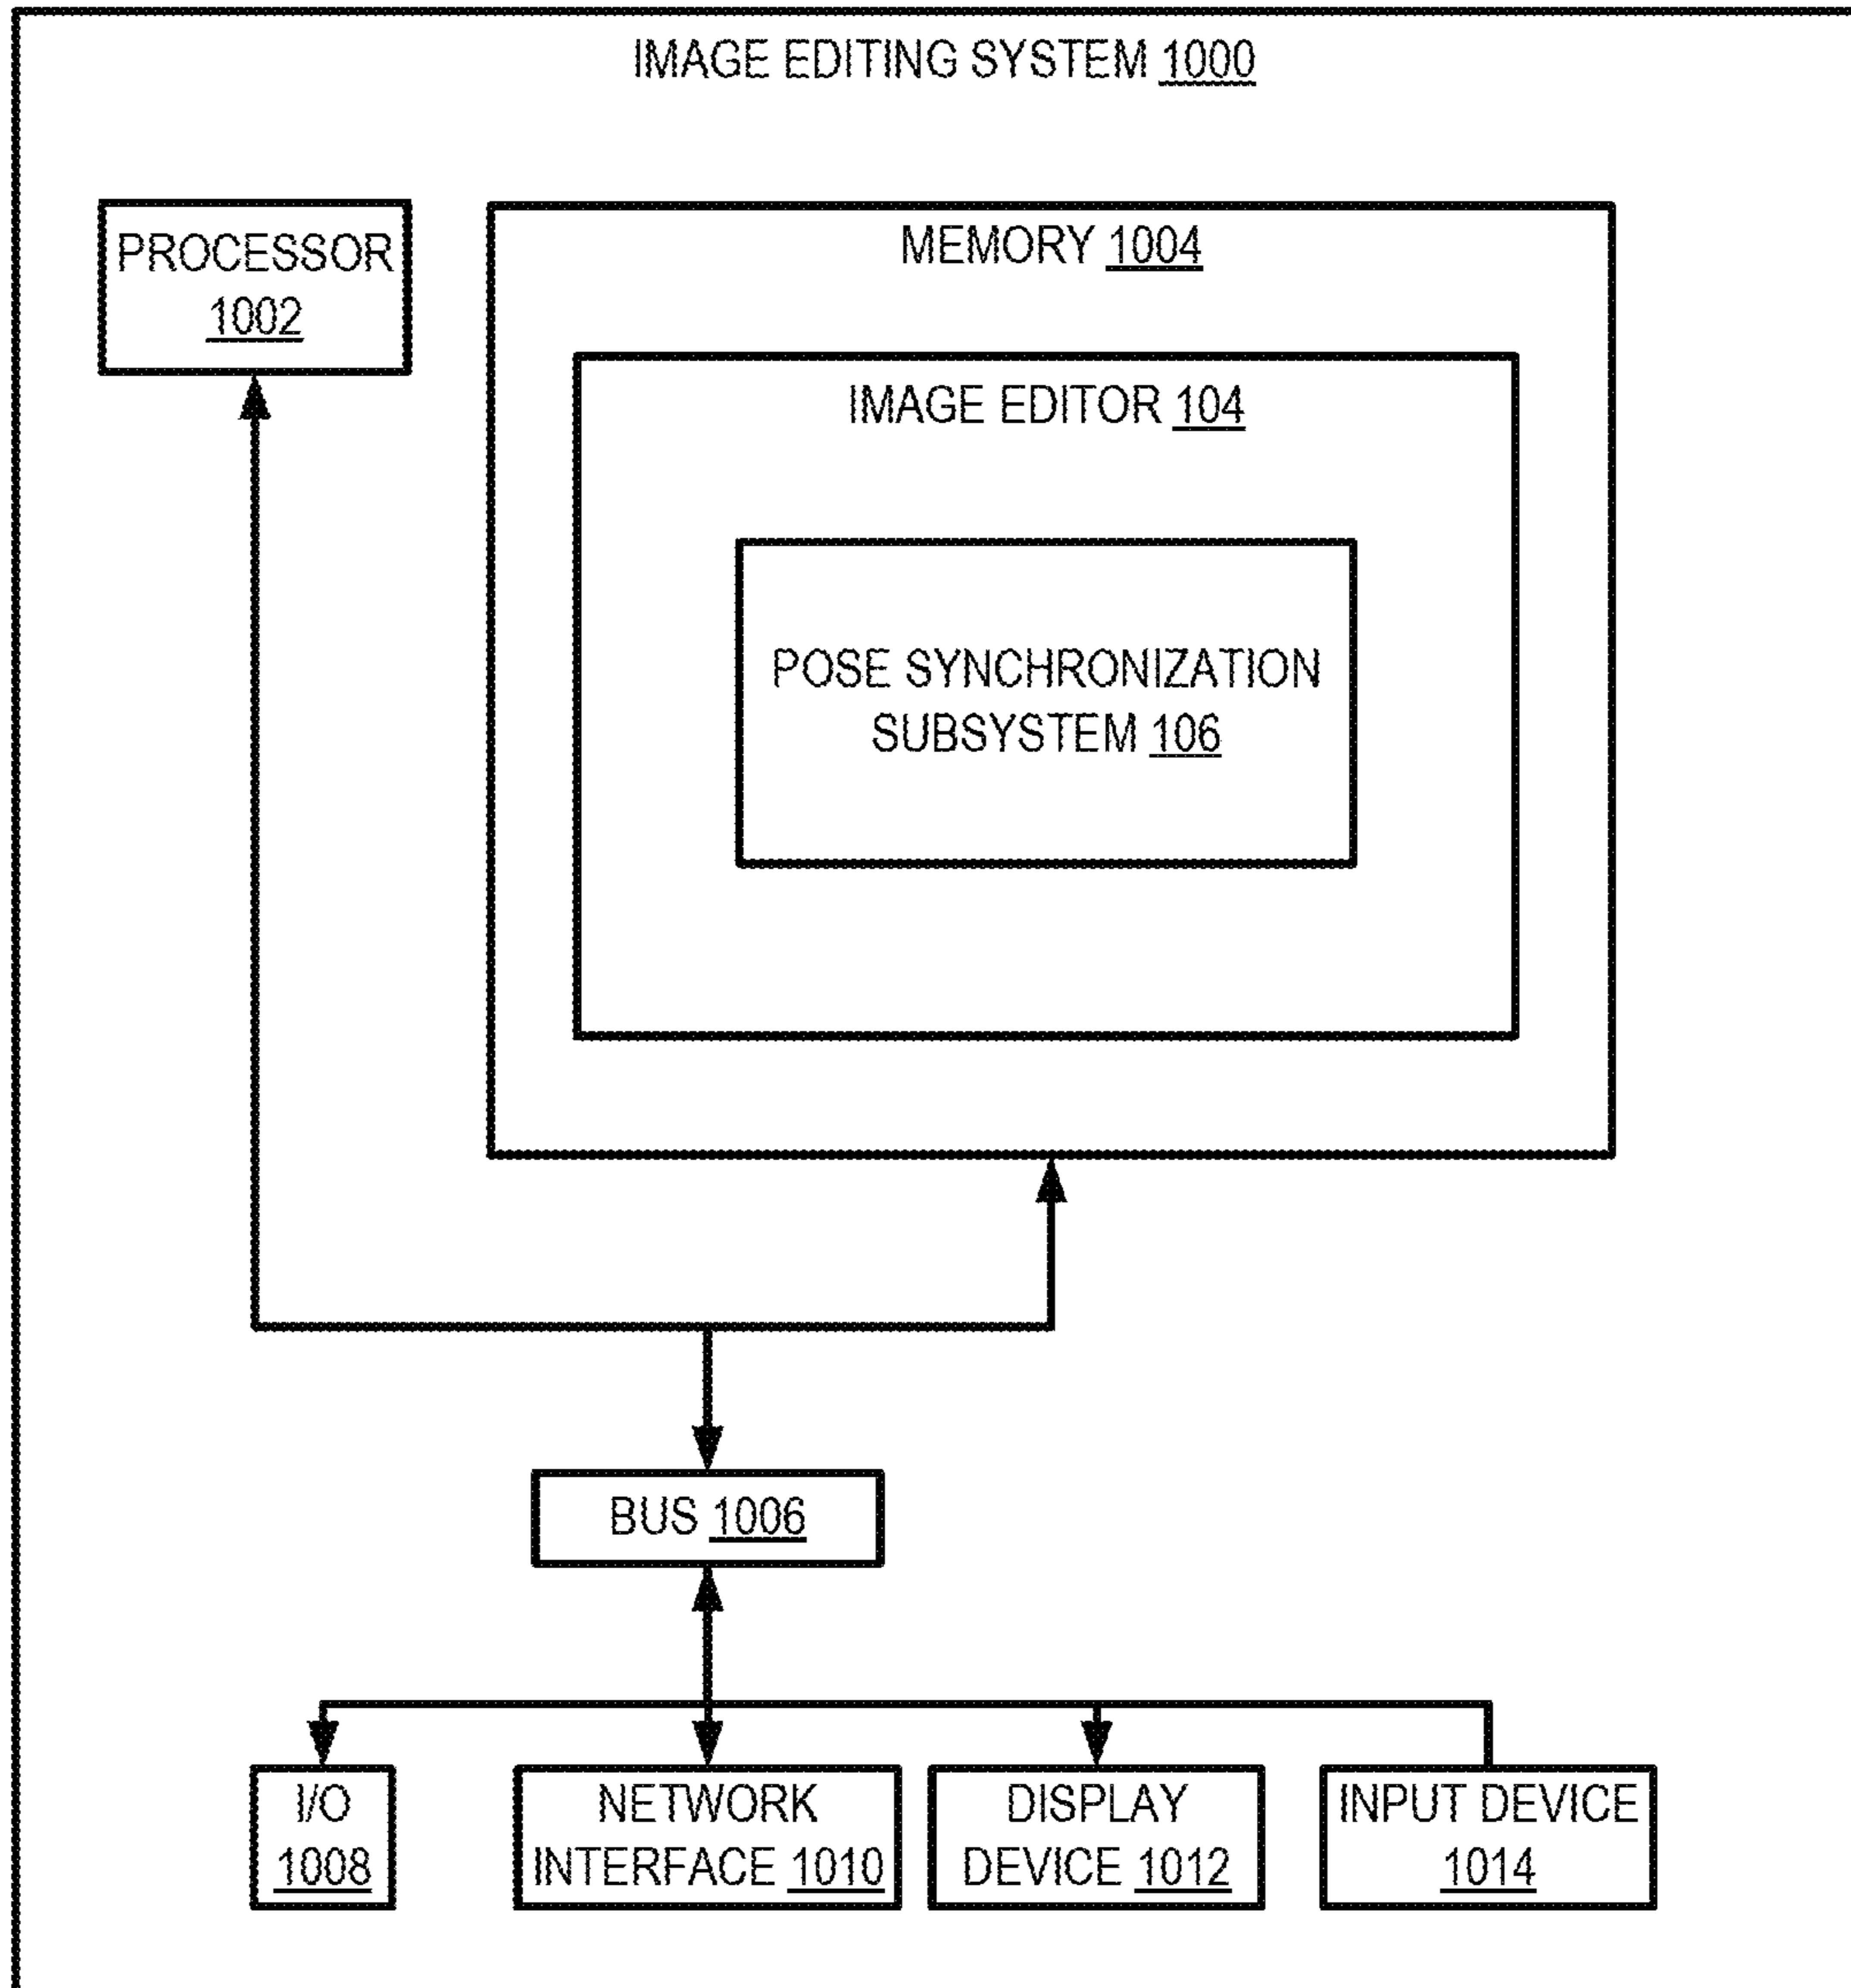 IMAGE EDITING SYSTEM 1000
PROCESSOR
1002
MEMORY 1004
IMAGE EDITOR 104
POSE SYNCHRONIZATION
SUBSYSTEM 106
BUS 1006
I/O
1008
NETWORK
INTERFACE 1010
DISPLAY
DEVICE 1012
INPUT DEVICE
1014